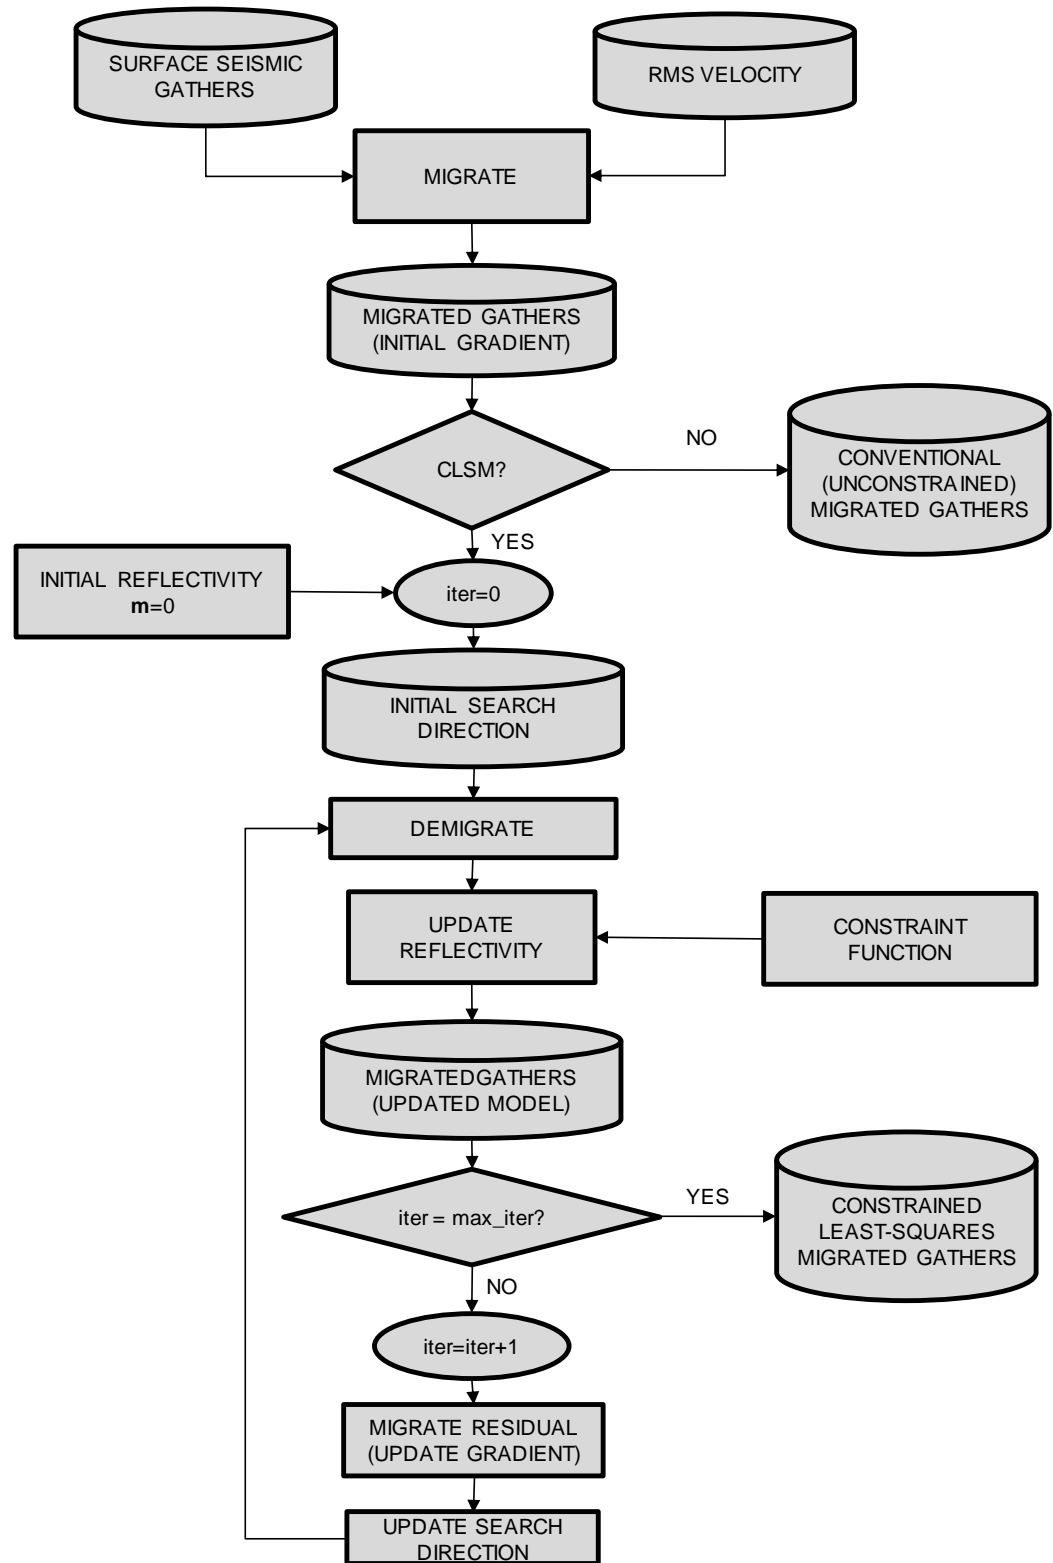 SURFACE SEISMIC
GATHERS
RMS VELOCITY
MIGRATE
MIGRATED GATHERS
(INITIAL GRADIENT)
CLSM?
NO
CONVENTIONAL
(UNCONSTRAINED)
MIGRATED GATHERS
YES
INITIAL REFLECTIVITY
m=0
iter=0
INITIAL SEARCH
DIRECTION
DEMIGRATE
UPDATE
REFLECTIVITY
CONSTRAINT
FUNCTION
MIGRATEDGATHERS
(UPDATED MODEL)
iter = max_iter?
YES
CONSTRAINED
LEAST-SQUARES
MIGRATED GATHERS
NO
iter=iter+1
MIGRATE RESIDUAL
(UPDATE GRADIENT)
UPDATE SEARCH
DIRECTION